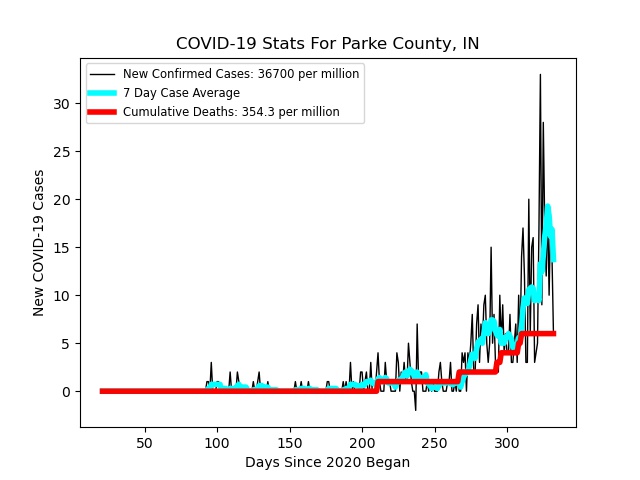 COVID-19 Stats For Parke County, IN
New Confirmed Cases: 36700 per million
7 Day Case Average
Cumulative Deaths: 354.3 per million
New COVID-19 Cases
30
25
20
15
10
5
0
50 100 150 200 250 300
Days Since 2020 Began